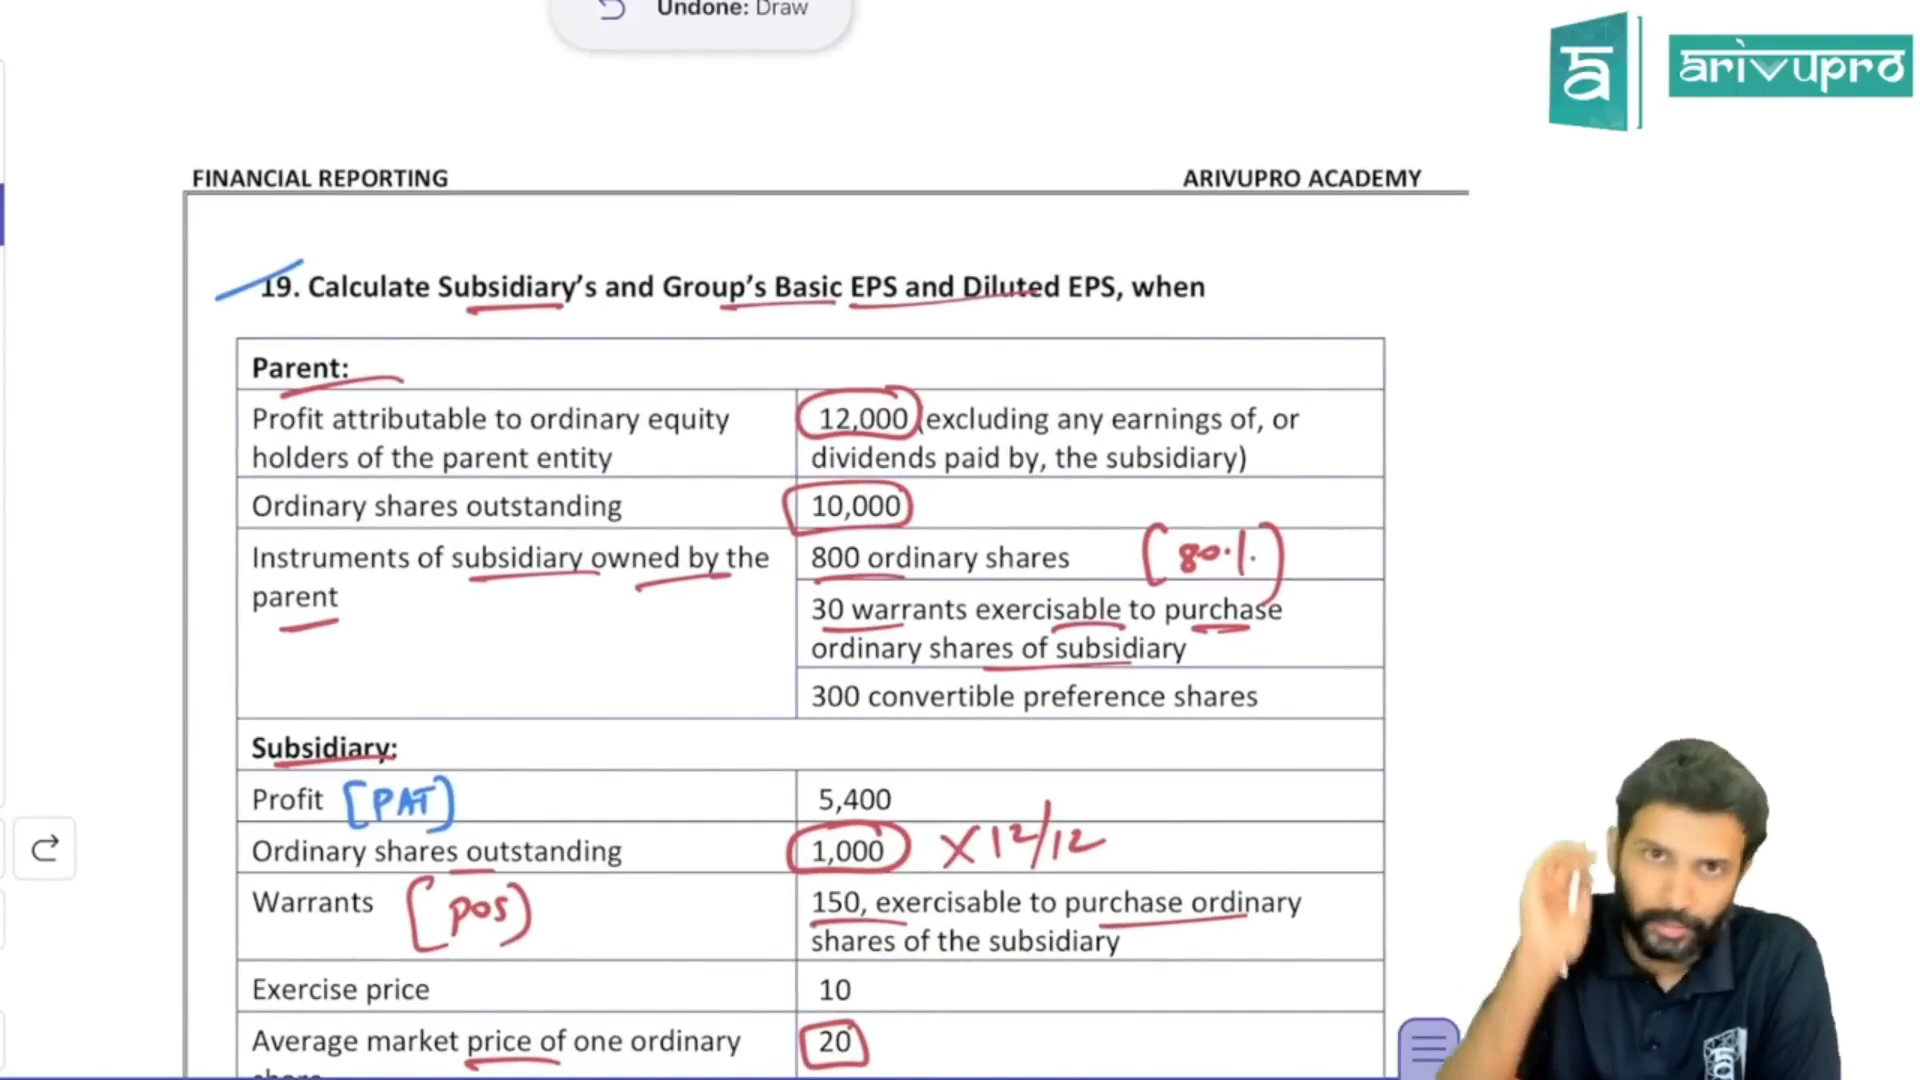 Undone: Draw
ā arivupro
FINANCIAL REPORTING ARIVUPRO ACADEMY
19. Calculate Subsidiary's and Group's Basic EPS and Diluted EPS, when
Parent:
Profit attributable to ordinary equity
holders of the parent entity
12,000 (excluding any earnings of, or
dividends paid by, the subsidiary)
Ordinary shares outstanding
10,000
Instruments of subsidiary owned by the
parent
800 ordinary shares [80%]
30 warrants exercisable to purchase
ordinary shares of subsidiary
300 convertible preference shares
Subsidiary:
Profit [PAT]
5,400
Ordinary shares outstanding
1,000 X 12/12
Warrants [POS]
150, exercisable to purchase ordinary
shares of the subsidiary
Exercise price
10
Average market price of one ordinary
20